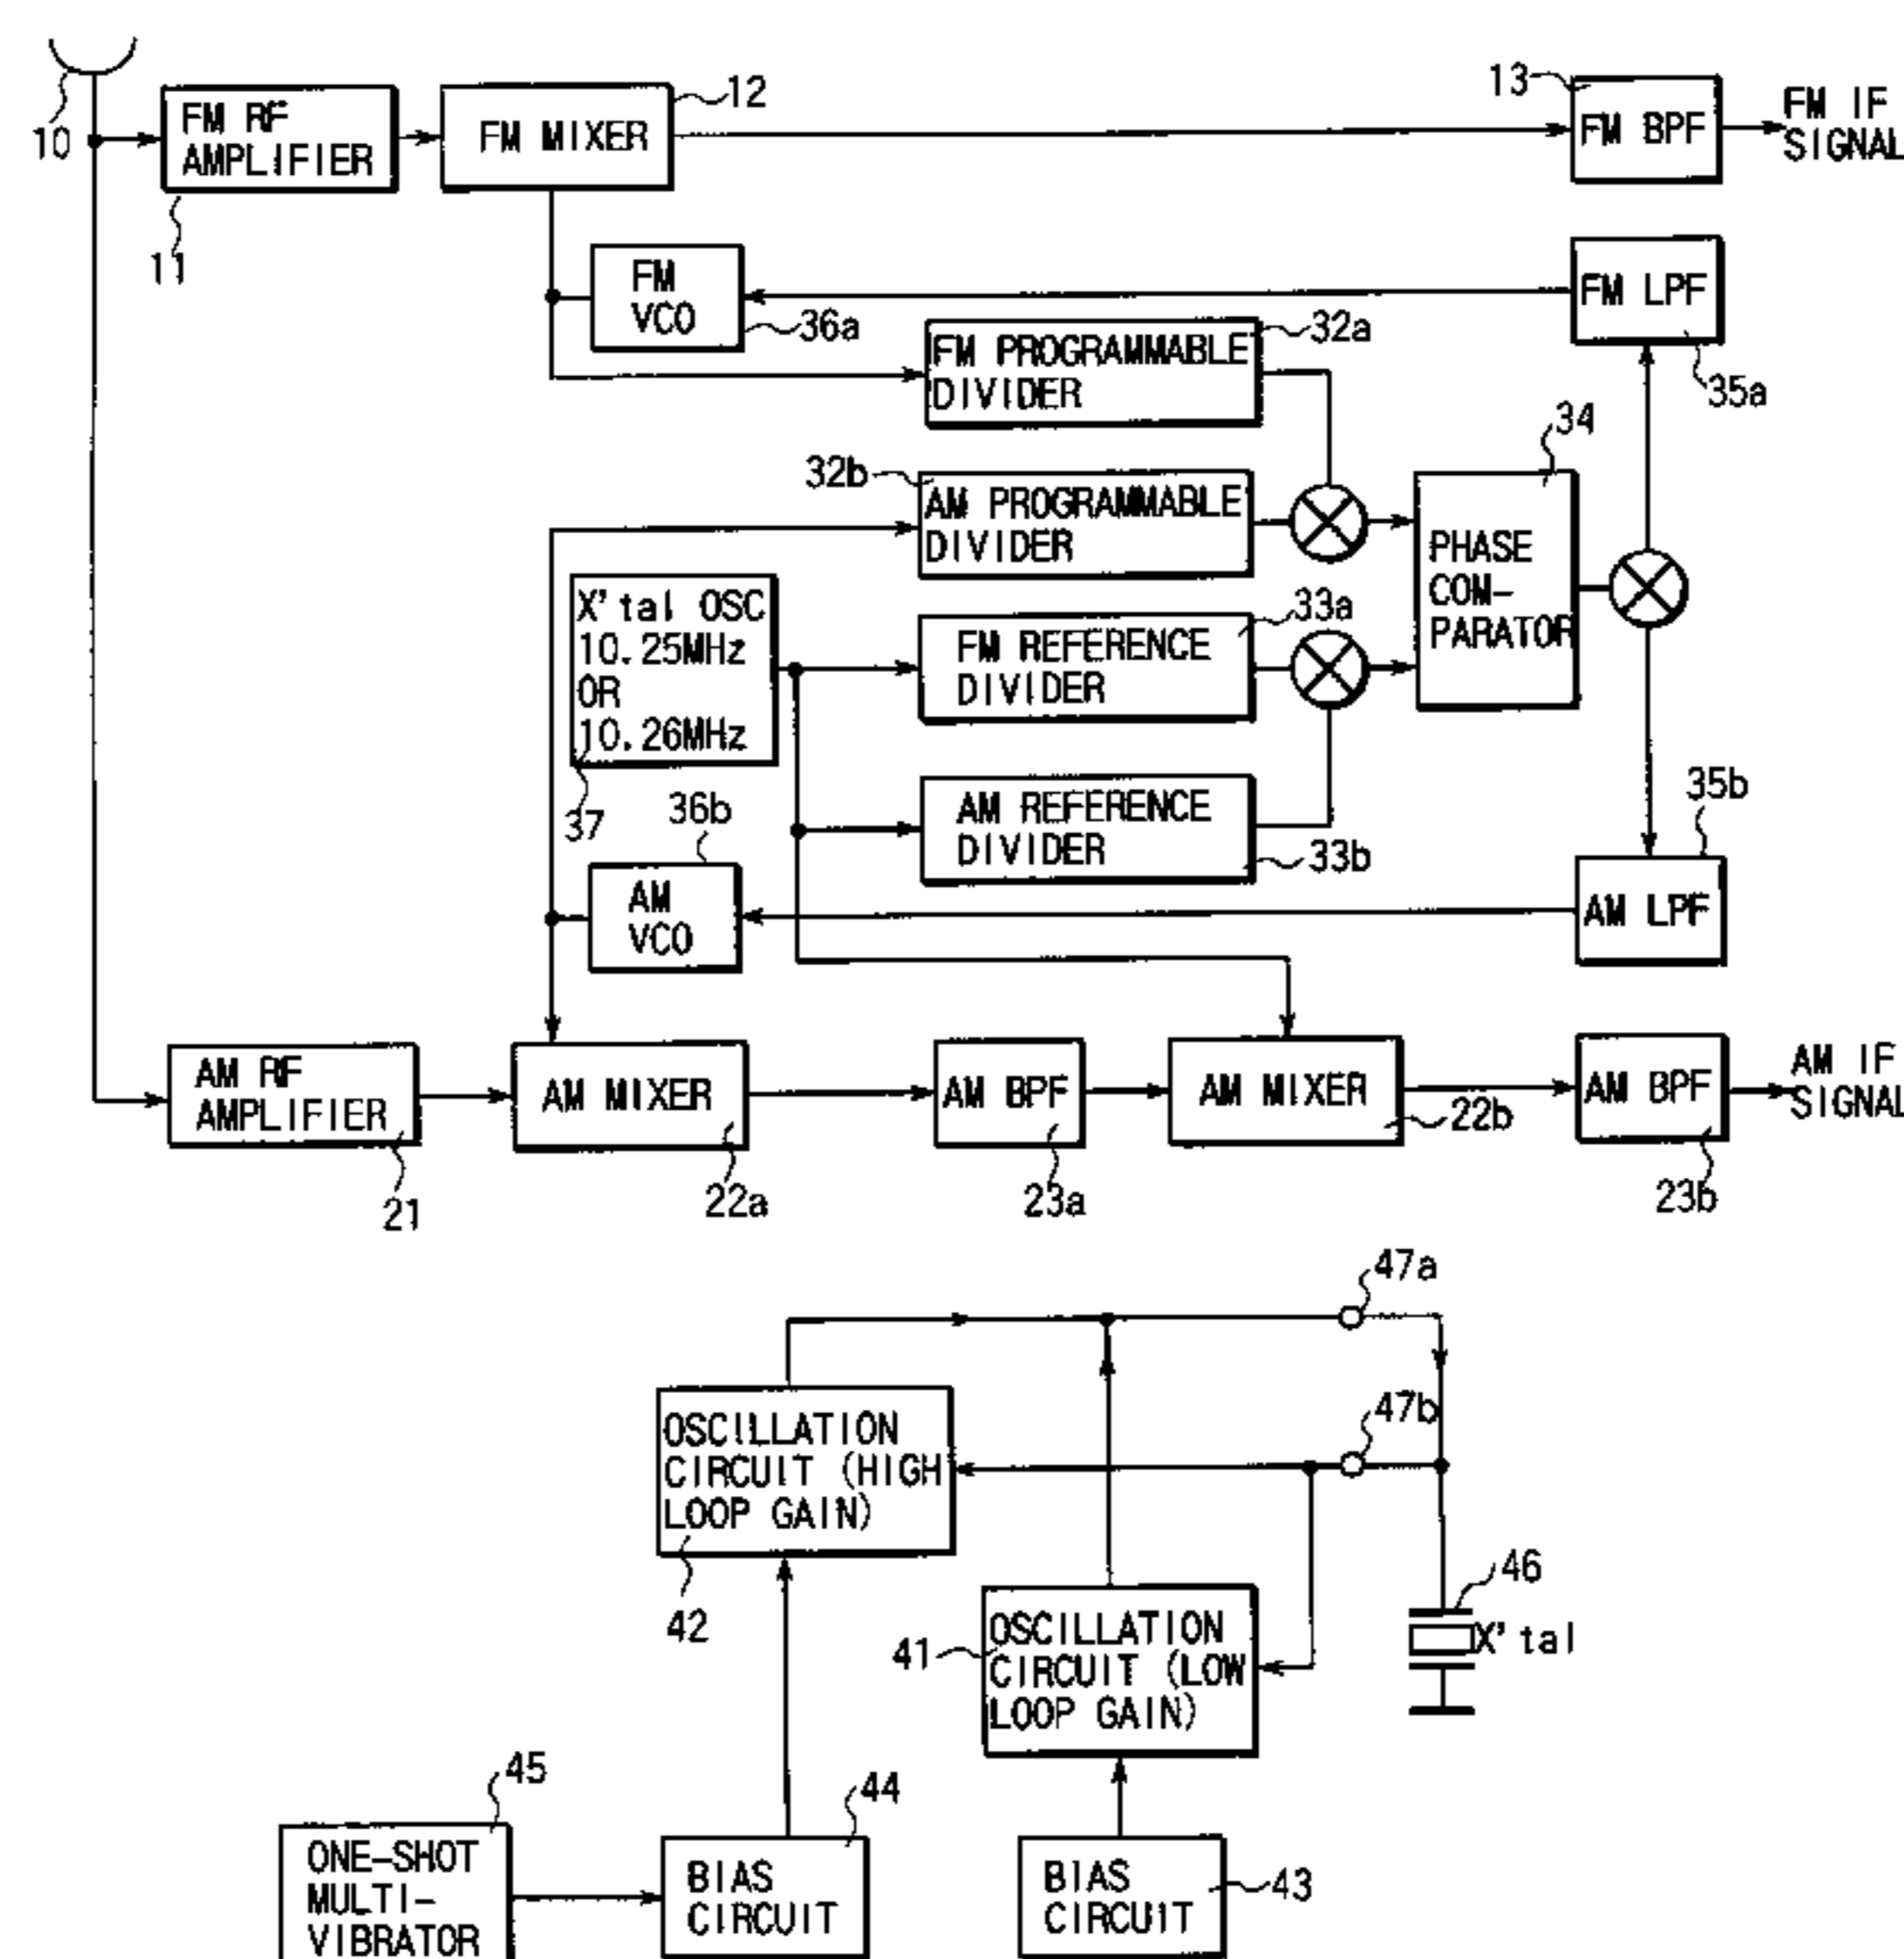 10
FM RF
AMPLIFIER
11
FM MIXER
12
13
FM BPF
FM IF
SIGNAL
FM
VCO
36a
FM LPF
35a
FM PROGRAMMABLE
DIVIDER
32a
32b
AM PROGRAMMABLE
DIVIDER
34
PHASE
COM-
PARATOR
X'tal OSC
10.25MHz
OR
10.26MHz
37
FM REFERENCE
DIVIDER
33a
AM REFERENCE
DIVIDER
33b
36b
AM
VCO
35b
AM LPF
AM RF
AMPLIFIER
21
AM MIXER
22a
AM BPF
23a
AM MIXER
22b
AM BPF
23b
AM IF
SIGNAL
47a
47b
OSCILLATION
CIRCUIT (HIGH
LOOP GAIN)
42
41
OSCILLATION
CIRCUIT (LOW
LOOP GAIN)
46
X'tal
45
ONE-SHOT
MULTI-
VIBRATOR
44
BIAS
CIRCUIT
BIAS
CIRCUIT
43